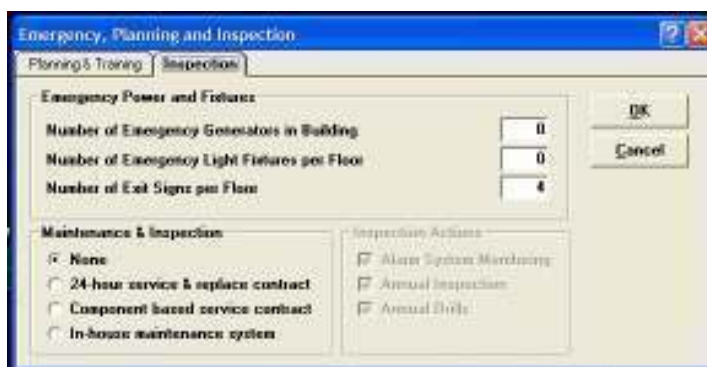 Emergency, Planning and Inspection
Planning & Training Inspection
Emergency Power and Fixtures
Number of Emergency Generators in Building 0
Number of Emergency Light Fixtures per Floor 0
Number of Exit Signs per Floor 4
OK
Cancel
Maintenance & Inspection
None
24-hour service & replace contract
Component based service contract
In-house maintenance system
Inspection Actions
Alarm System Monitoring
Annual Inspection
Annual Drills